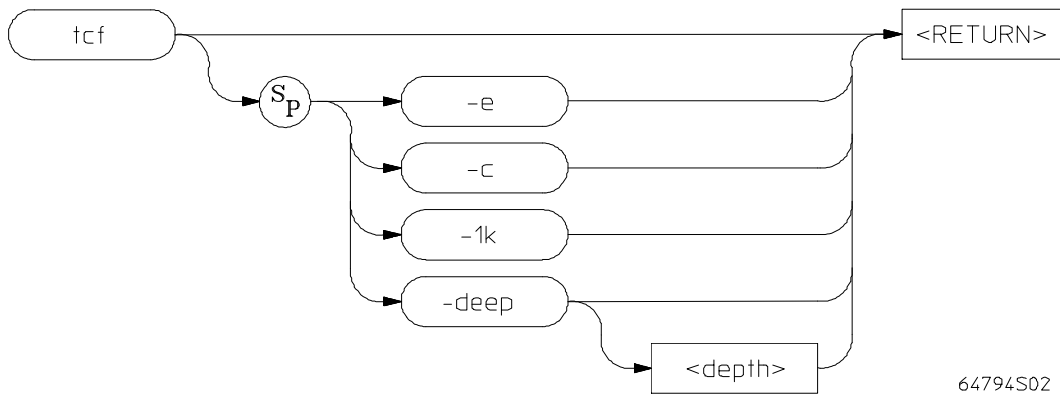 tcf
<RETURN>
SP
-e
-c
-1k
-deep
<depth>
64794S02